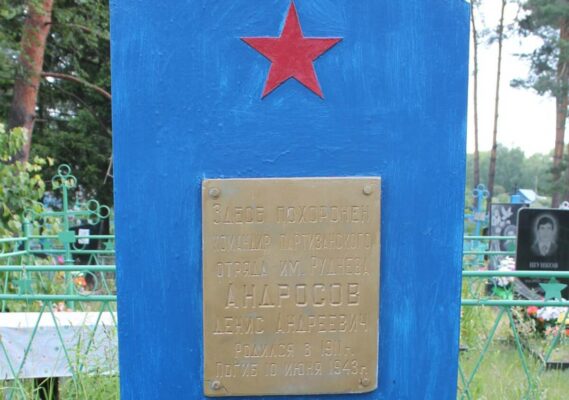 Здесь похоронен
командир партизанского
отряда им. Руднева
АНДРОСОВ
Денис Андреевич
Родился в 1911 г.
Погиб 10 июня 1943 г.